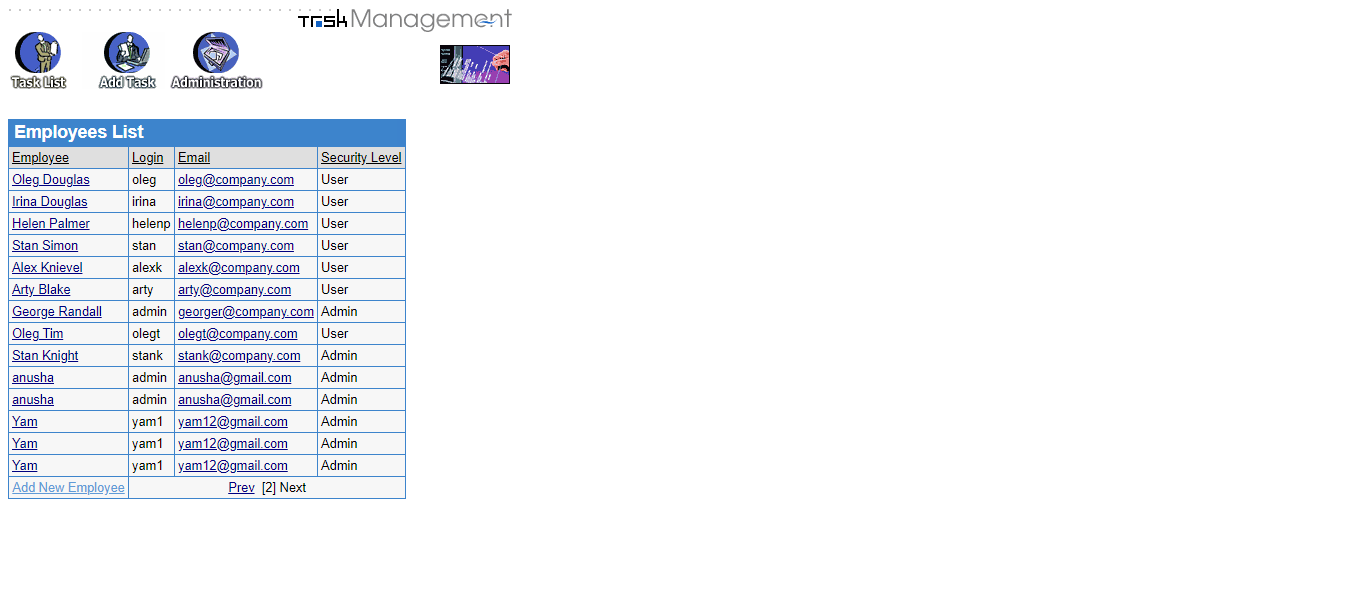 Task Management
Task List Add Task Administration
Employees List
Employee Login Email Security Level
Oleg Douglas oleg oleg@company.com User
Irina Douglas irina irina@company.com User
Helen Palmer helenp helenp@company.com User
Stan Simon stan stan@company.com User
Alex Knievel alexk alexk@company.com User
Arty Blake arty arty@company.com User
George Randall admin georger@company.com Admin
Oleg Tim olegt olegt@company.com User
Stan Knight stank stank@company.com Admin
anusha admin anusha@gmail.com Admin
anusha admin anusha@gmail.com Admin
Yam yam1 yam12@gmail.com Admin
Yam yam1 yam12@gmail.com Admin
Yam yam1 yam12@gmail.com Admin
Add New Employee Prev [2] Next